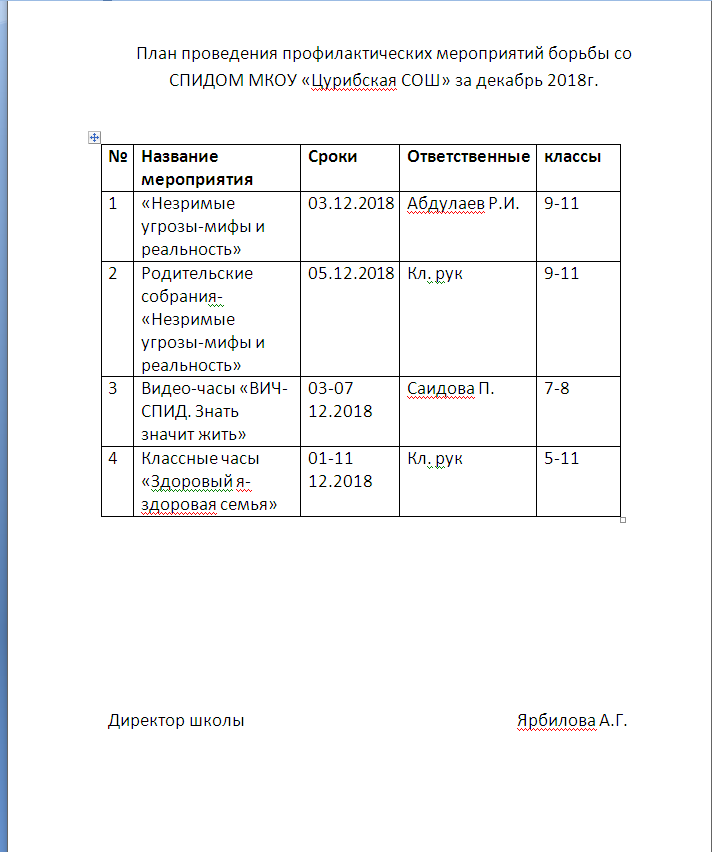 План проведения профилактических мероприятий борьбы со
СПИДОМ МКОУ «Цурибская СОШ» за декабрь 2018г.
№ Название Сроки Ответственные классы
мероприятия
1 «Незримые 03.12.2018 Абдулаев Р.И. 9-11
угрозы-мифы и
реальность»
2 Родительские 05.12.2018 Кл. рук 9-11
собрания-
«Незримые
угрозы-мифы и
реальность»
3 Видео-часы «ВИЧ- 03-07 Саидова П. 7-8
СПИД. Знать 12.2018
значит жить»
4 Классные часы 01-11 Кл. рук 5-11
«Здоровый я- 12.2018
здоровая семья»
Директор школы Ярбилова А.Г.